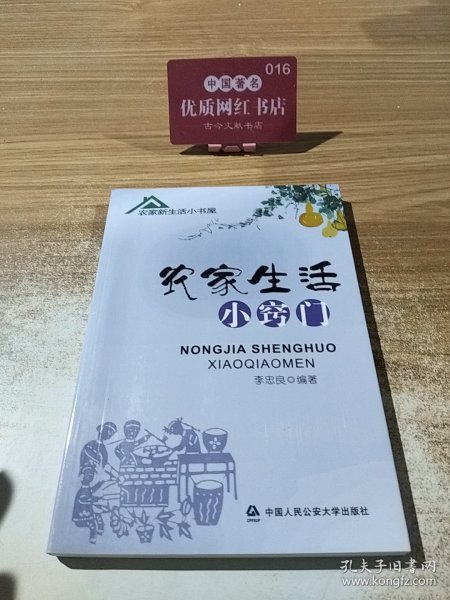 016
中国著名
优质网红书店
古今文献书店
农家新生活小书屋
农家生活
小窍门
NONGJIA SHENGHUO
XIAOQIAOMEN
李忠良◎编著
CPPSUP
中国人民公安大学出版社
孔夫子旧书网
www.kongfz.com